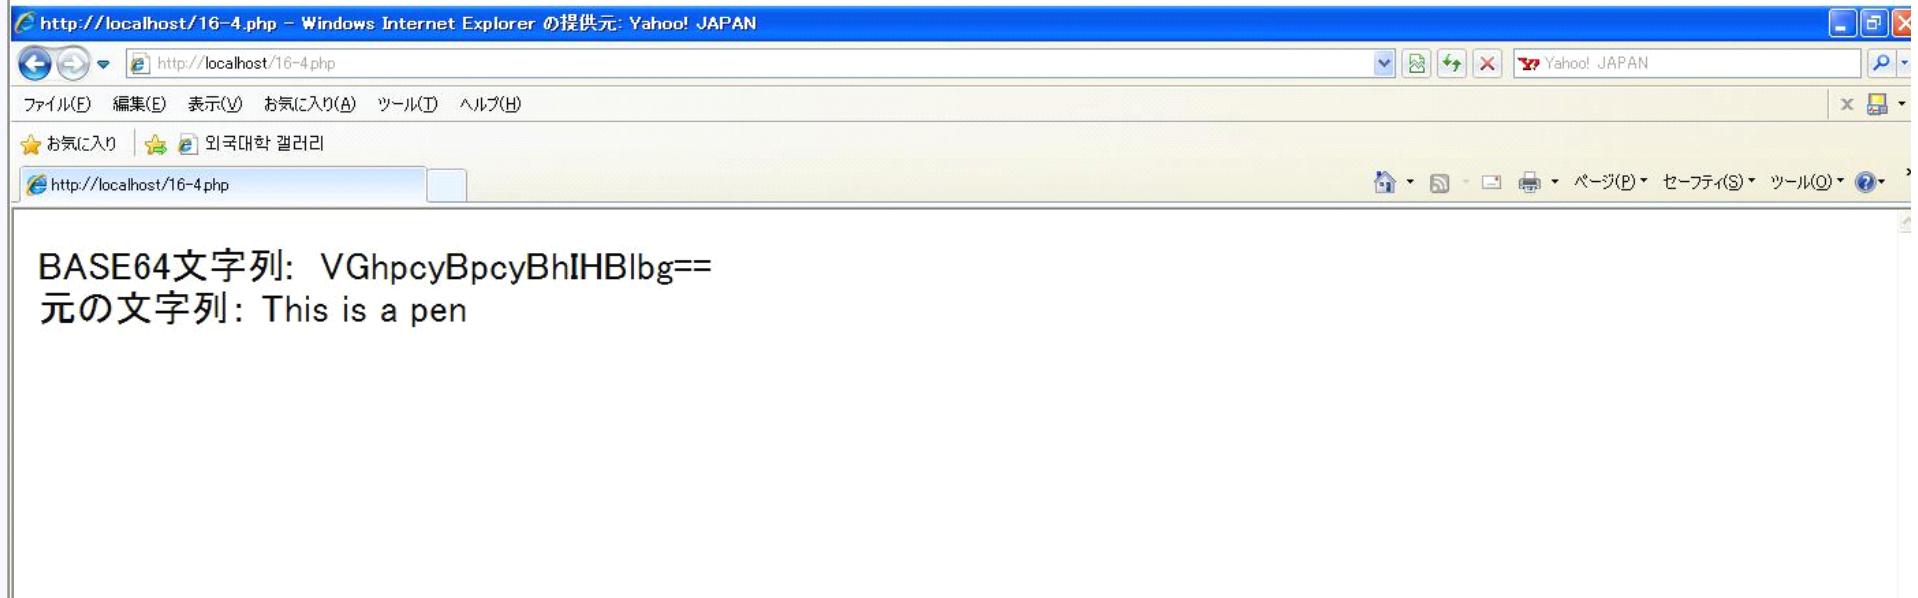 http://localhost/16-4.php - Windows Internet Explorer の提供元: Yahoo! JAPAN
http://localhost/16-4.php
Yahoo! JAPAN
ファイル(F) 編集(E) 表示(V) お気に入り(A) ツール(T) ヘルプ(H)
お気に入り 외국대학 갤러리
http://localhost/16-4.php
ページ(P) セーフティ(S) ツール(O)
BASE64文字列: VGhpcyBpcyBhIHBlbg==
元の文字列: This is a pen